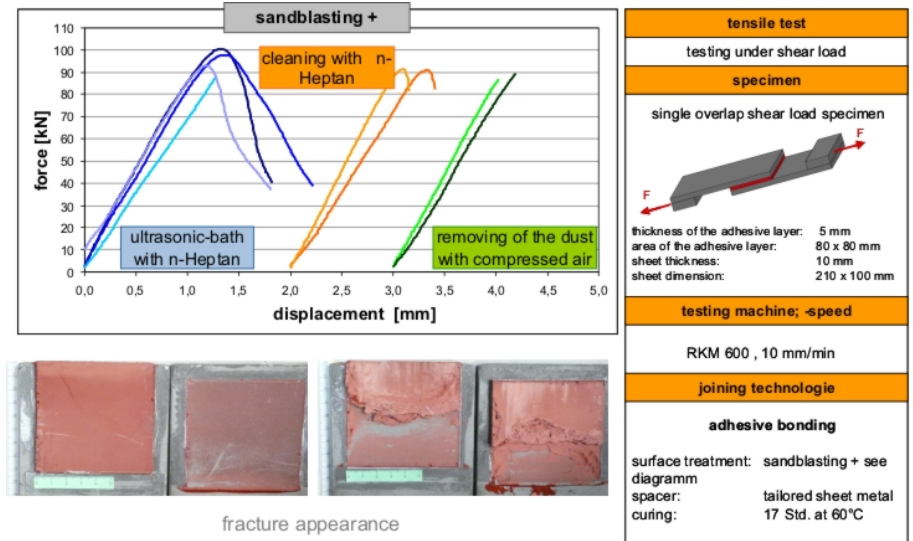 sandblasting +
force [kN]
110
100
90
80
70
60
50
40
30
20
10
0
cleaning with n-
Heptan
ultrasonic-bath
with n-Heptan
removing of the dust
with compressed air
0,0 0,5 1,0 1,5 2,0 2,5 3,0 3,5 4,0 4,5 5,0
displacement [mm]
fracture appearance
tensile test
testing under shear load
specimen
single overlap shear load specimen
F
F
thickness of the adhesive layer: 5 mm
area of the adhesive layer: 80 x 80 mm
sheet thickness: 10 mm
sheet dimension: 210 x 100 mm
testing machine; -speed
RKM 600 , 10 mm/min
joining technologie
adhesive bonding
surface treatment: sandblasting + see
diagramm
spacer: tailored sheet metal
curing: 17 Std. at 60°C